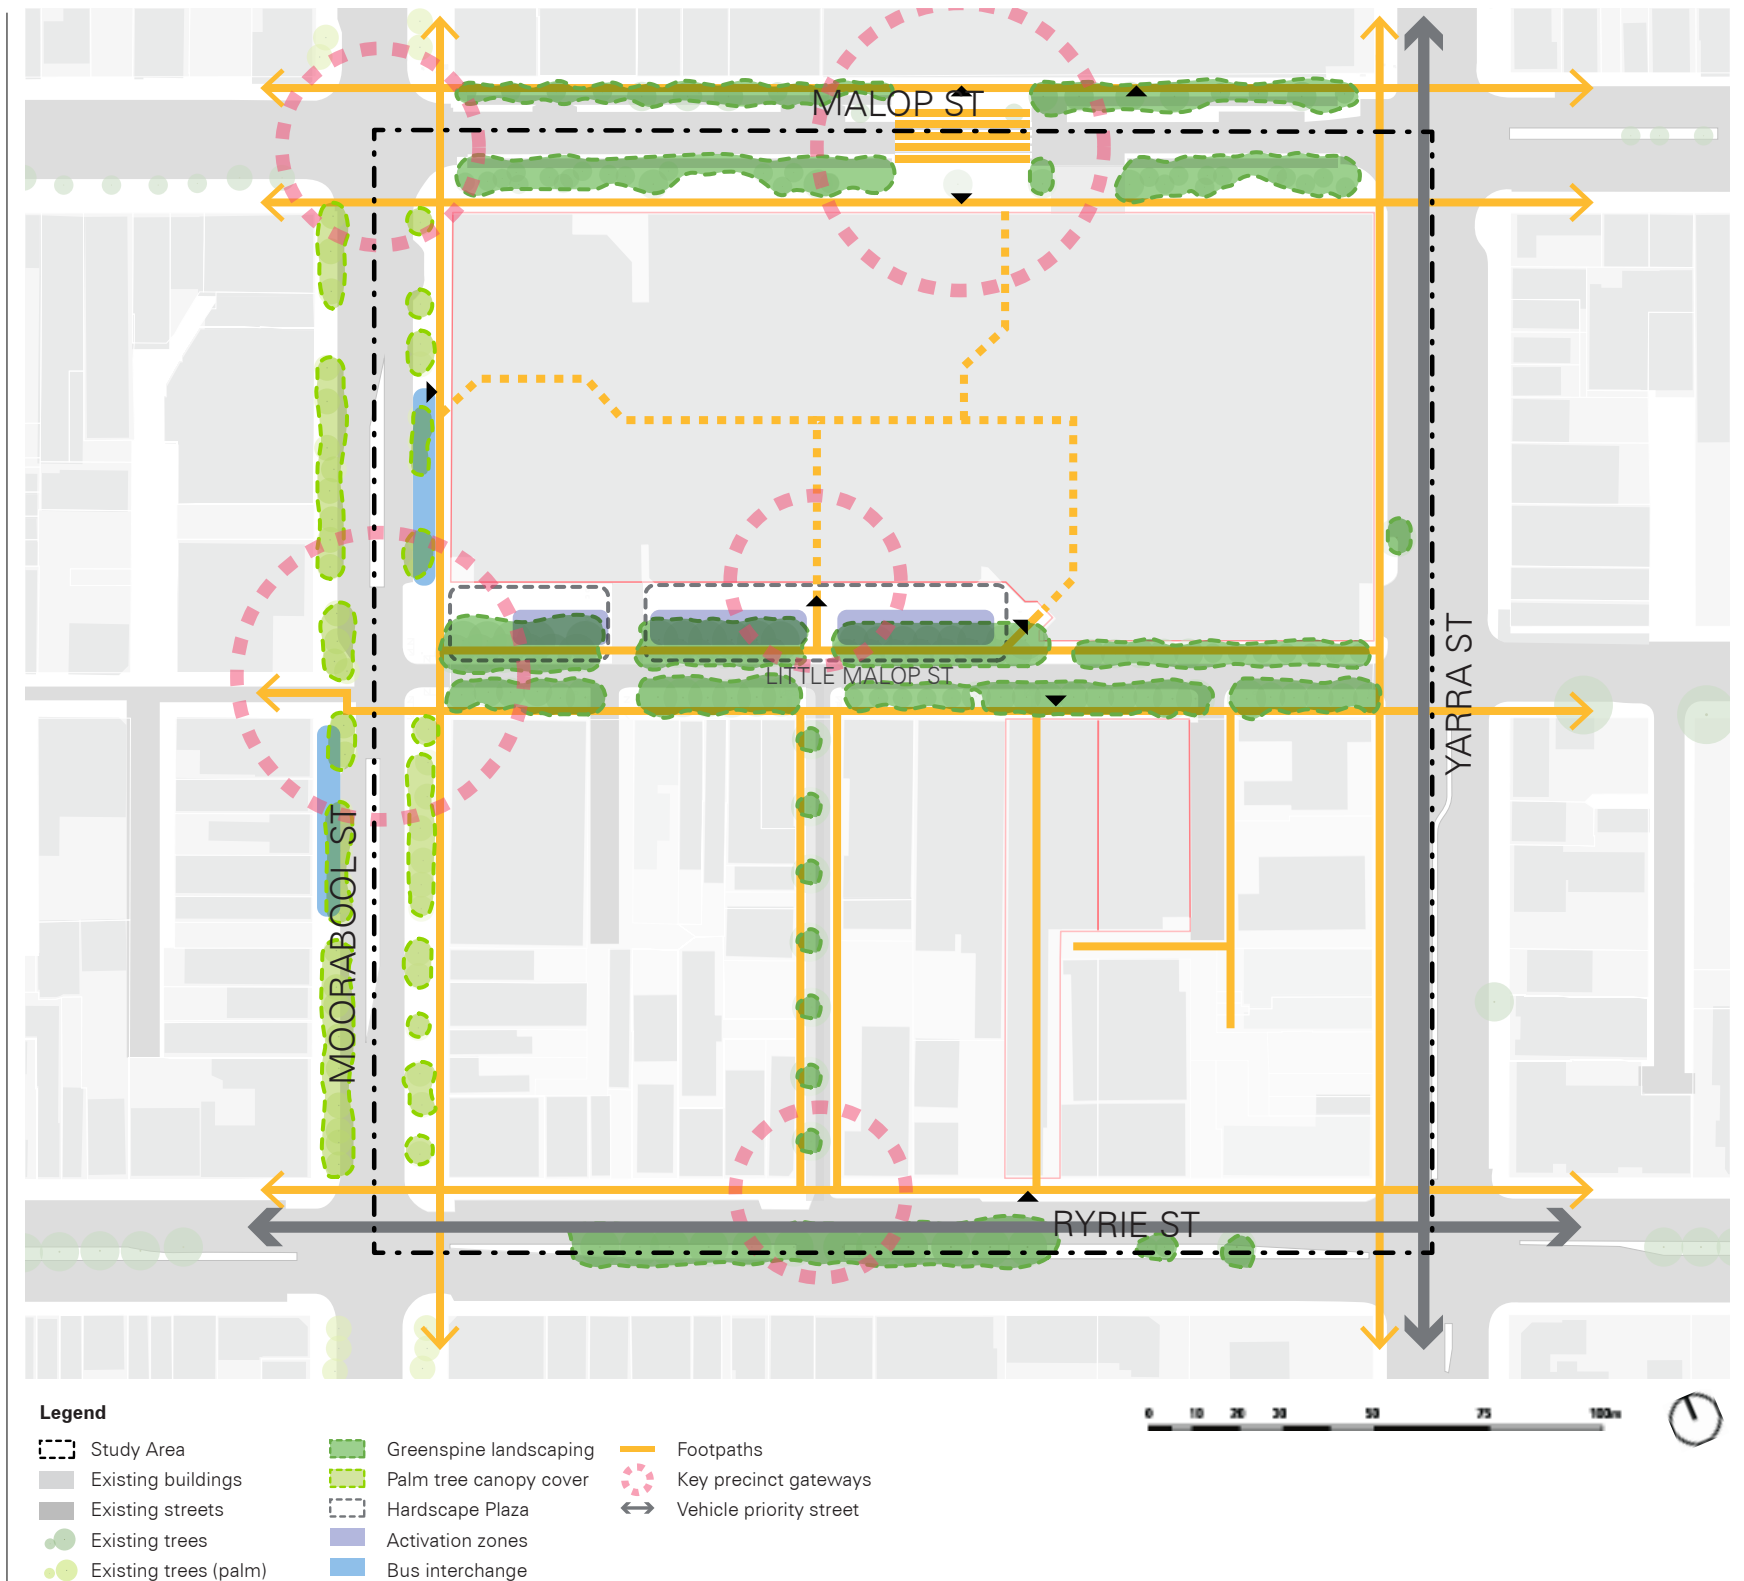 MALOP ST
LITTLE MALOP ST
YARRA ST
MOORABOOL ST
RYRIE ST
Legend
Study Area
Existing buildings
Existing streets
Existing trees
Existing trees (palm)
Greenspine landscaping
Palm tree canopy cover
Hardscape Plaza
Activation zones
Bus interchange
Footpaths
Key precinct gateways
Vehicle priority street
0 10 20 30 50 75 100m